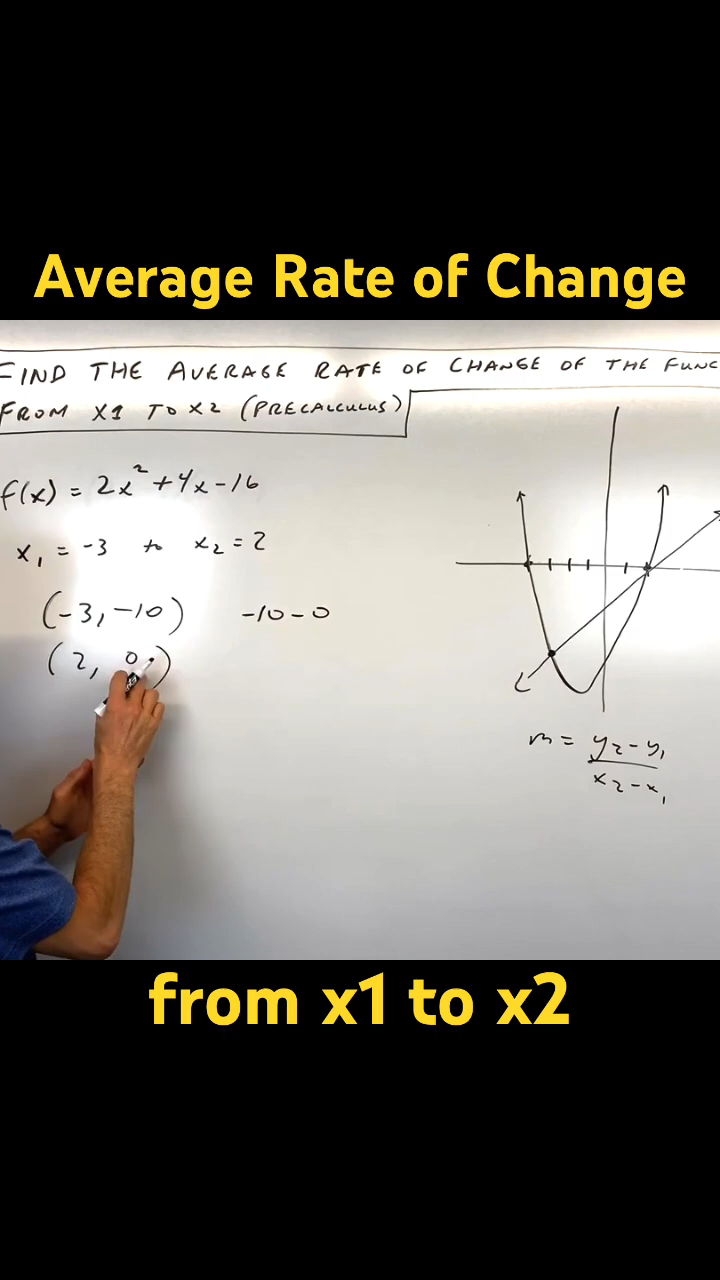 Average Rate of Change
FIND THE AVERAGE RATE OF CHANGE OF THE FUNC
FROM X1 TO X2 (PRECALCULUS)
f(x) = 2x² + 4x - 16
x₁ = -3 to x₂ = 2
(-3, -10) -10 - 0
(2, 0)
m = y₂ - y₁
x₂ - x₁
from x1 to x2